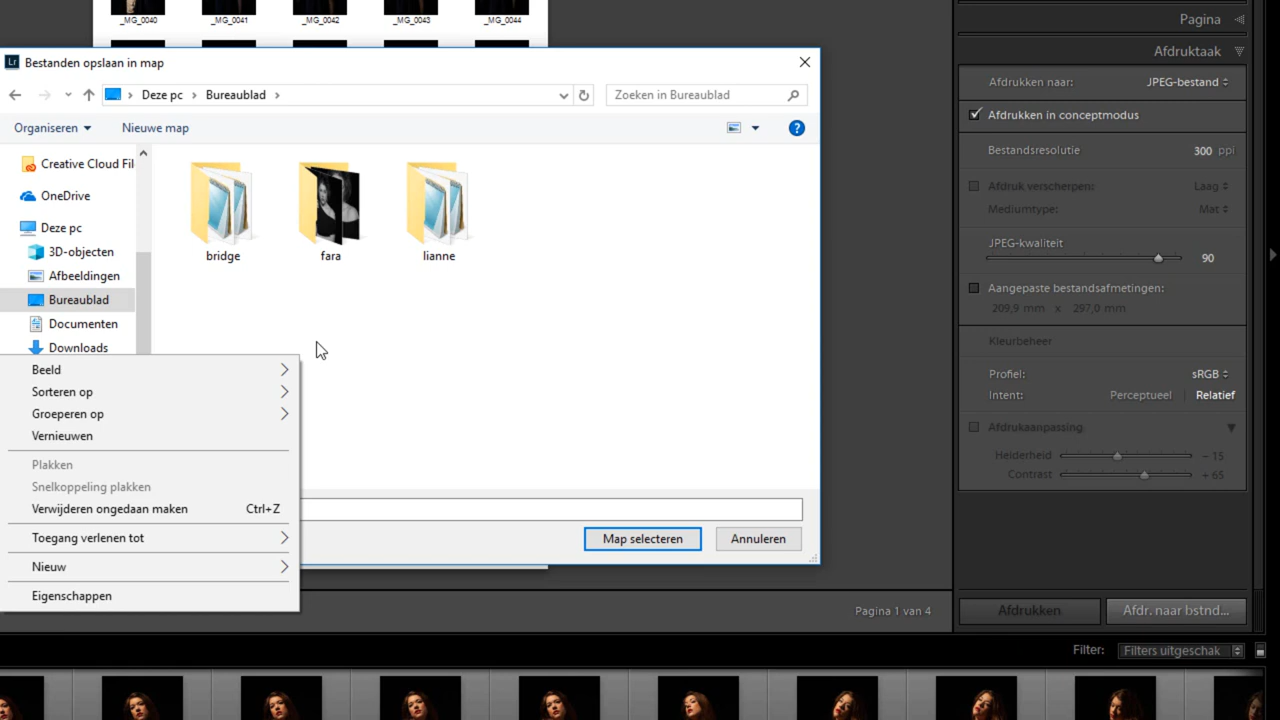 _MG_0040 _MG_0041 _MG_0042 _MG_0043 _MG_0044
Lr Bestanden opslaan in map
Deze pc Bureaublad
Zoeken in Bureaublad
Organiseren Nieuwe map
Creative Cloud Fil
OneDrive
Deze pc
3D-objecten
Afbeeldingen
Bureaublad
Documenten
Downloads
bridge fara lianne
Beeld
Sorteren op
Groeperen op
Vernieuwen
Plakken
Snelkoppeling plakken
Verwijderen ongedaan maken Ctrl+Z
Toegang verlenen tot
Nieuw
Eigenschappen
Map selecteren Annuleren
Pagina
Afdruktaak
Afdrukken naar: JPEG-bestand
Afdrukken in conceptmodus
Bestandsresolutie 300 ppi
Afdruk verscherpen: Laag
Mediumtype: Mat
JPEG-kwaliteit
90
Aangepaste bestandsafmetingen:
209,9 mm x 297,0 mm
Kleurbeheer
Profiel: sRGB
Intent: Perceptueel Relatief
Afdrukaanpassing
Helderheid - 15
Contrast + 65
Pagina 1 van 4
Afdrukken Afdr. naar bstnd...
Filter: Filters uitgeschak